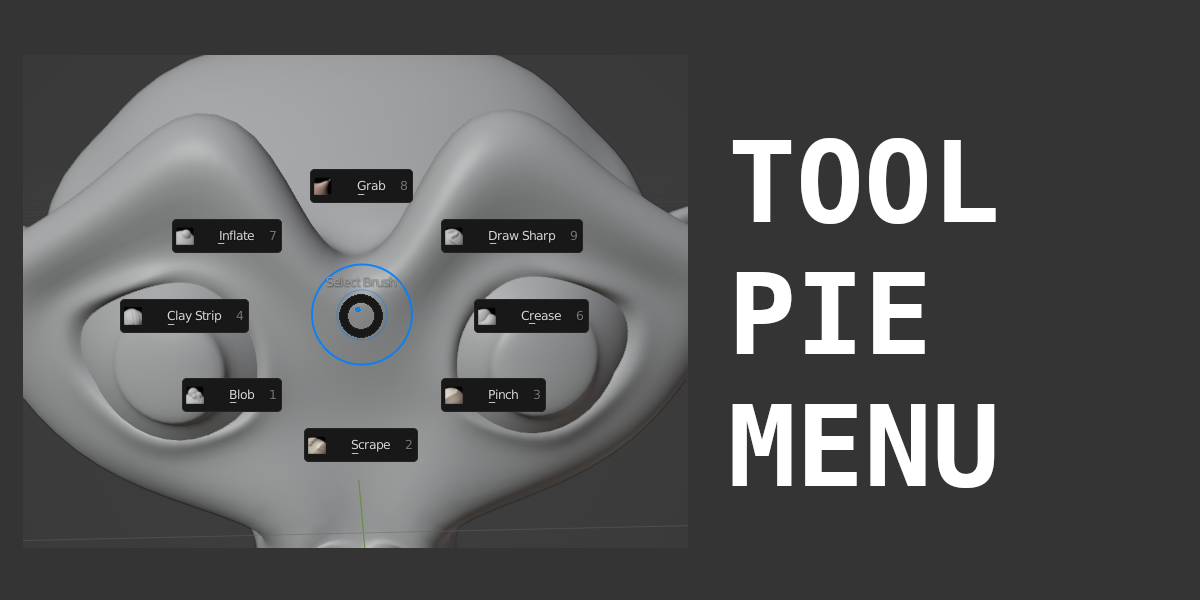 Grab 8
Inflate 7
Draw Sharp 9
Select Brush
Clay Strip 4
Crease 6
Blob 1
Pinch 3
Scrape 2
TOOL
PIE
MENU